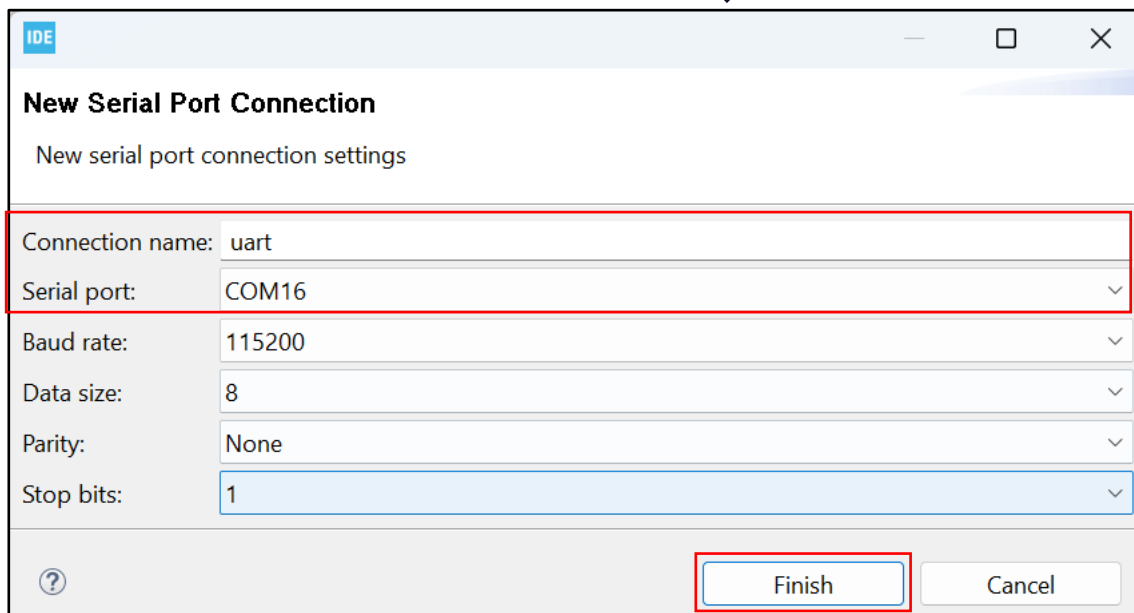 IDE
New Serial Port Connection
New serial port connection settings
Connection name: uart
Serial port: COM16
Baud rate: 115200
Data size: 8
Parity: None
Stop bits: 1
? Finish Cancel